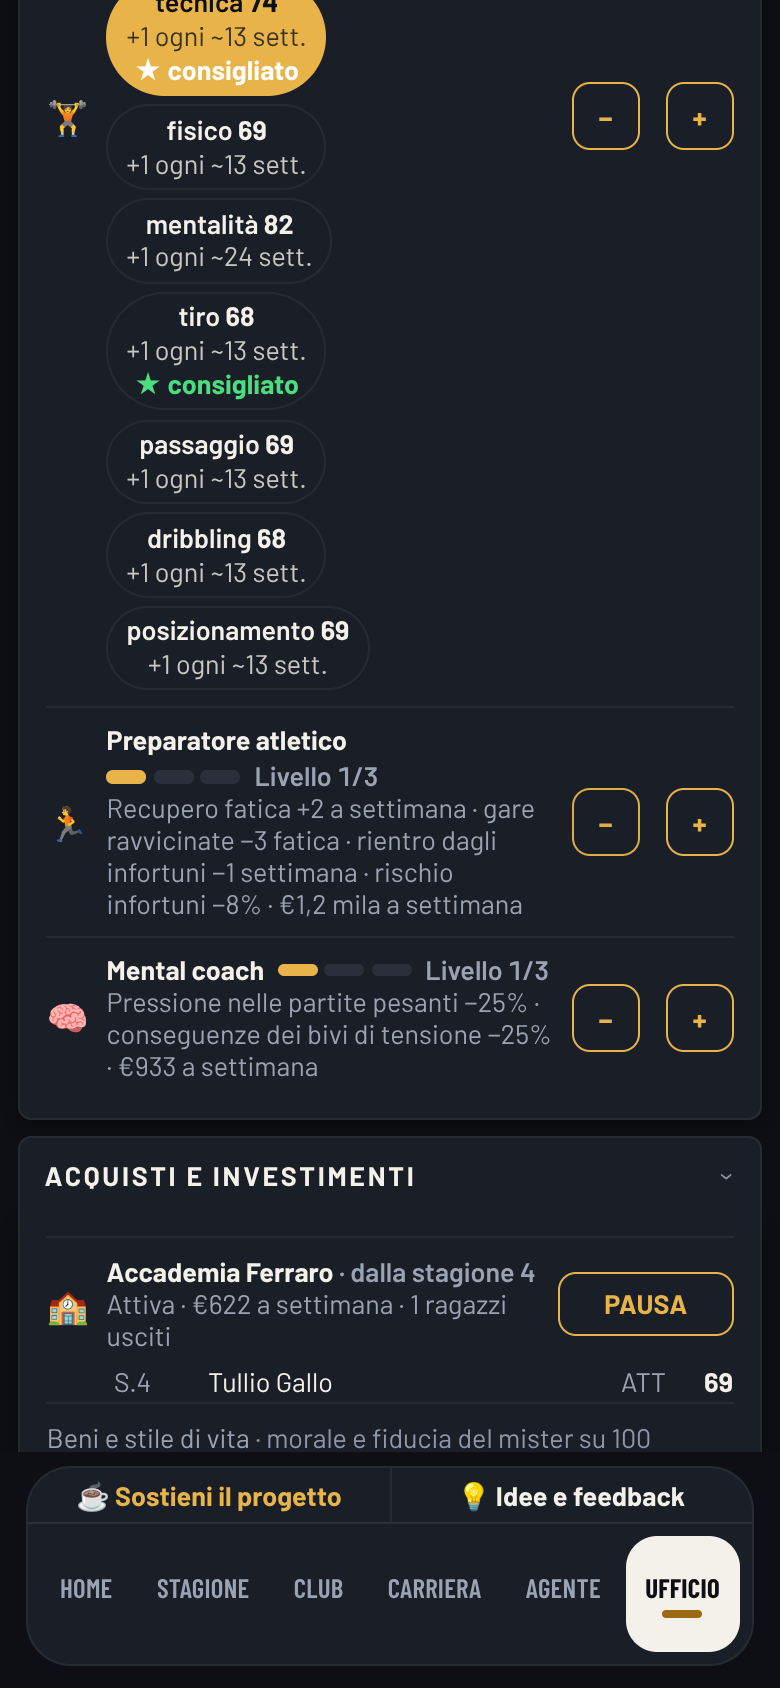 tecnica 74
+1 ogni ~13 sett.
★ consigliato
fisico 69
+1 ogni ~13 sett.
− +
mentalità 82
+1 ogni ~24 sett.
tiro 68
+1 ogni ~13 sett.
★ consigliato
passaggio 69
+1 ogni ~13 sett.
dribbling 68
+1 ogni ~13 sett.
posizionamento 69
+1 ogni ~13 sett.
Preparatore atletico
Livello 1/3
Recupero fatica +2 a settimana · gare
ravvicinate −3 fatica · rientro dagli
infortuni −1 settimana · rischio
infortuni −8% · €1,2 mila a settimana
− +
Mental coach Livello 1/3
Pressione nelle partite pesanti −25% ·
conseguenze dei bivi di tensione −25%
· €933 a settimana
− +
ACQUISTI E INVESTIMENTI
Accademia Ferraro · dalla stagione 4
Attiva · €622 a settimana · 1 ragazzi
usciti
PAUSA
S.4 Tullio Gallo ATT 69
Beni e stile di vita · morale e fiducia del mister su 100
Sostieni il progetto
Idee e feedback
HOME STAGIONE CLUB CARRIERA AGENTE UFFICIO